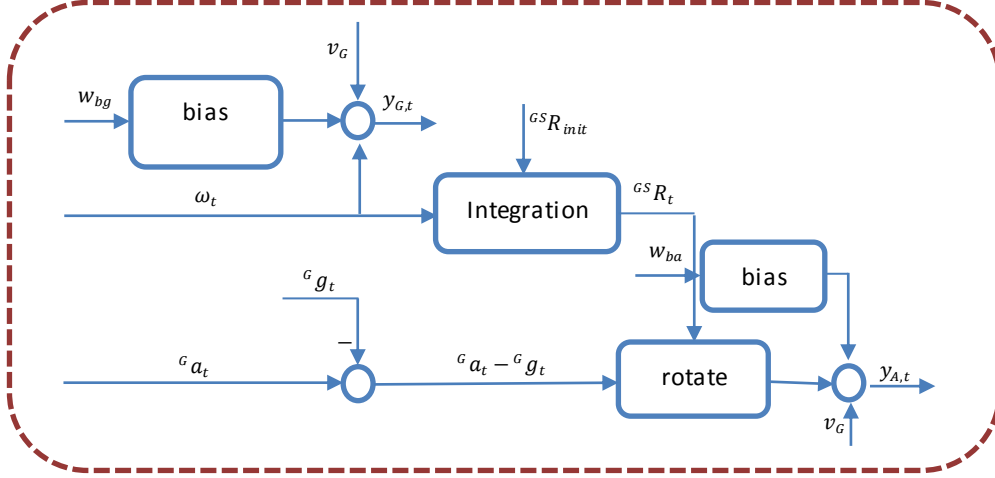 v_G
w_bg
bias
y_G,t
^GS R_init
ω_t
Integration
^GS R_t
w_ba
bias
^G g_t
−
^G a_t
^G a_t − ^G g_t
rotate
y_A,t
v_G